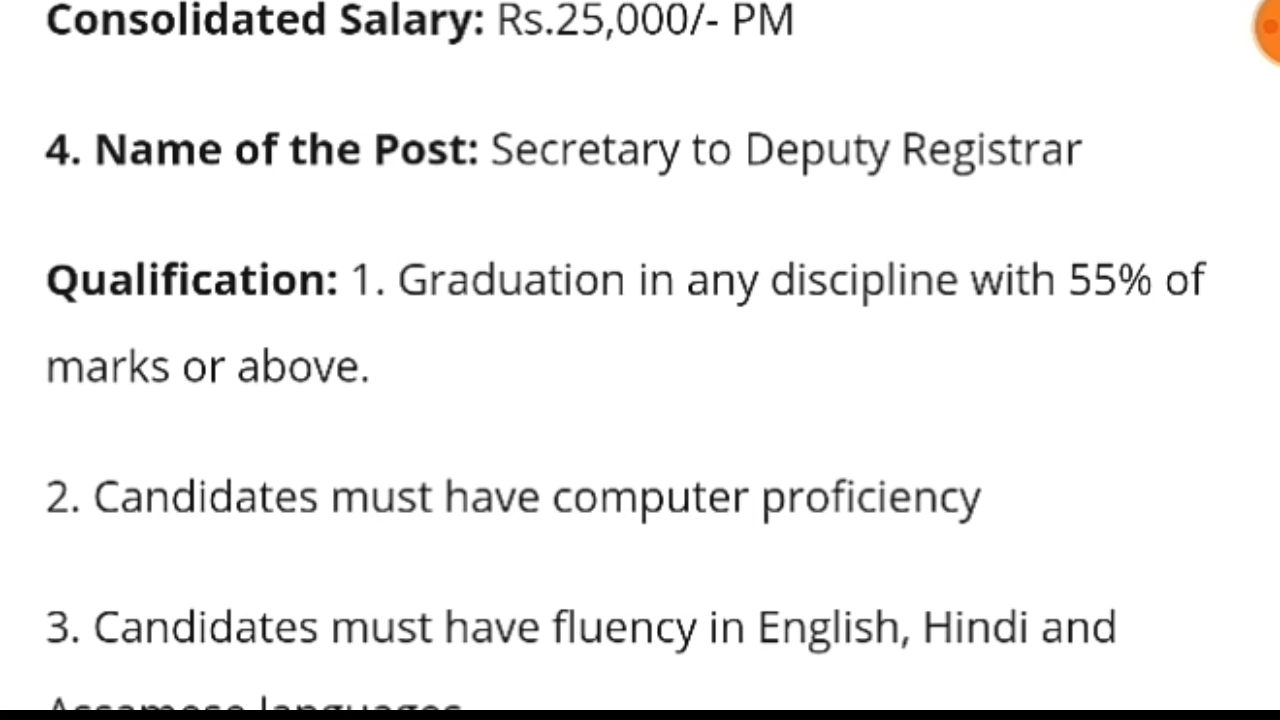 Consolidated Salary: Rs.25,000/- PM
4. Name of the Post: Secretary to Deputy Registrar
Qualification: 1. Graduation in any discipline with 55% of
marks or above.
2. Candidates must have computer proficiency
3. Candidates must have fluency in English, Hindi and
Assamese languages